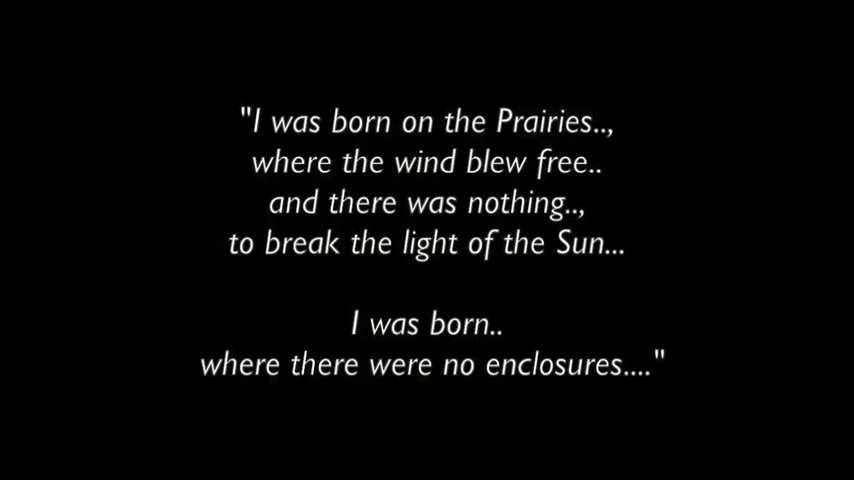 "I was born on the Prairies..,
where the wind blew free..
and there was nothing..,
to break the light of the Sun...
I was born..
where there were no enclosures...."